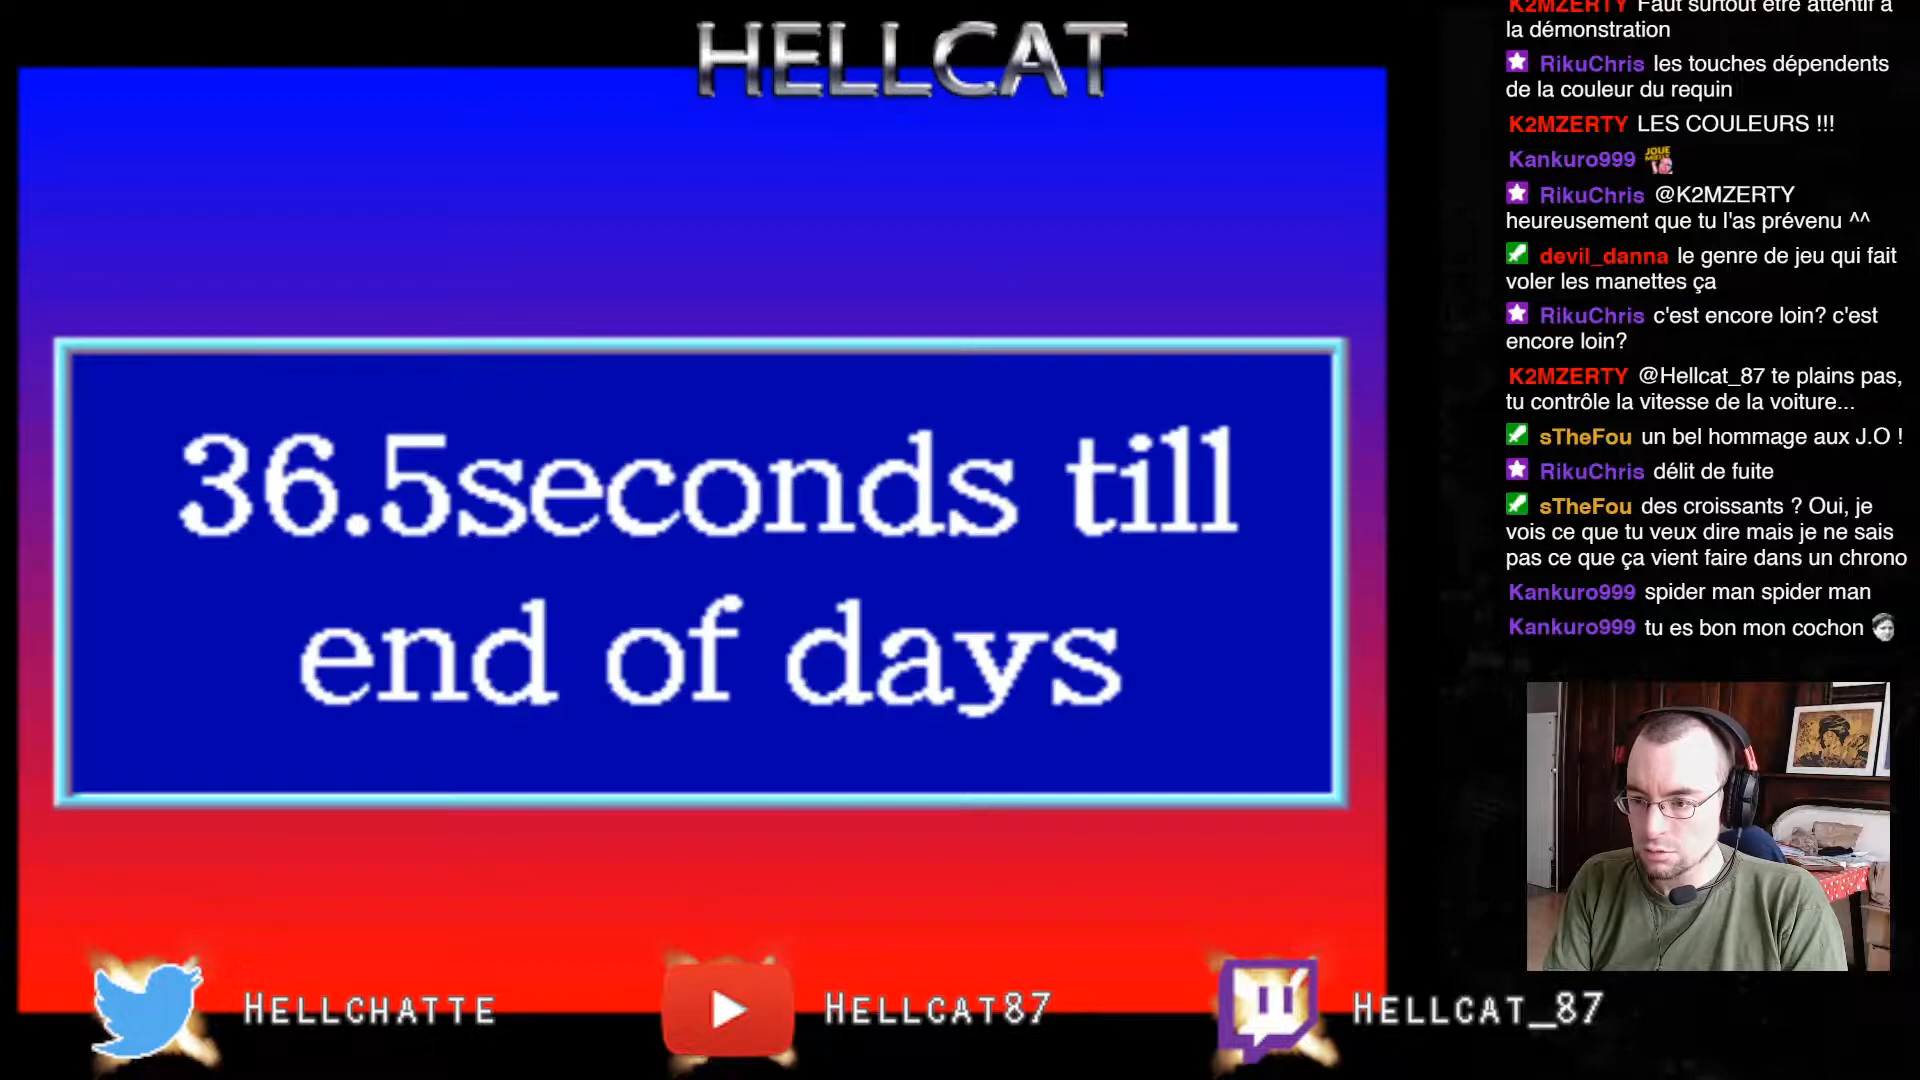 HELLCAT
36.5seconds till
end of days
HELLCHATTE
HELLCAT87
HELLCAT_87
K2MZERTY Faut surtout être attentif à
la démonstration
RikuChris les touches dépendents
de la couleur du requin
K2MZERTY LES COULEURS !!!
Kankuro999
RikuChris @K2MZERTY
heureusement que tu l'as prévenu ^^
devil_danna le genre de jeu qui fait
voler les manettes ça
RikuChris c'est encore loin? c'est
encore loin?
K2MZERTY @Hellcat_87 te plains pas,
tu contrôle la vitesse de la voiture...
sTheFou un bel hommage aux J.O !
RikuChris délit de fuite
sTheFou des croissants ? Oui, je
vois ce que tu veux dire mais je ne sais
pas ce que ça vient faire dans un chrono
Kankuro999 spider man spider man
Kankuro999 tu es bon mon cochon